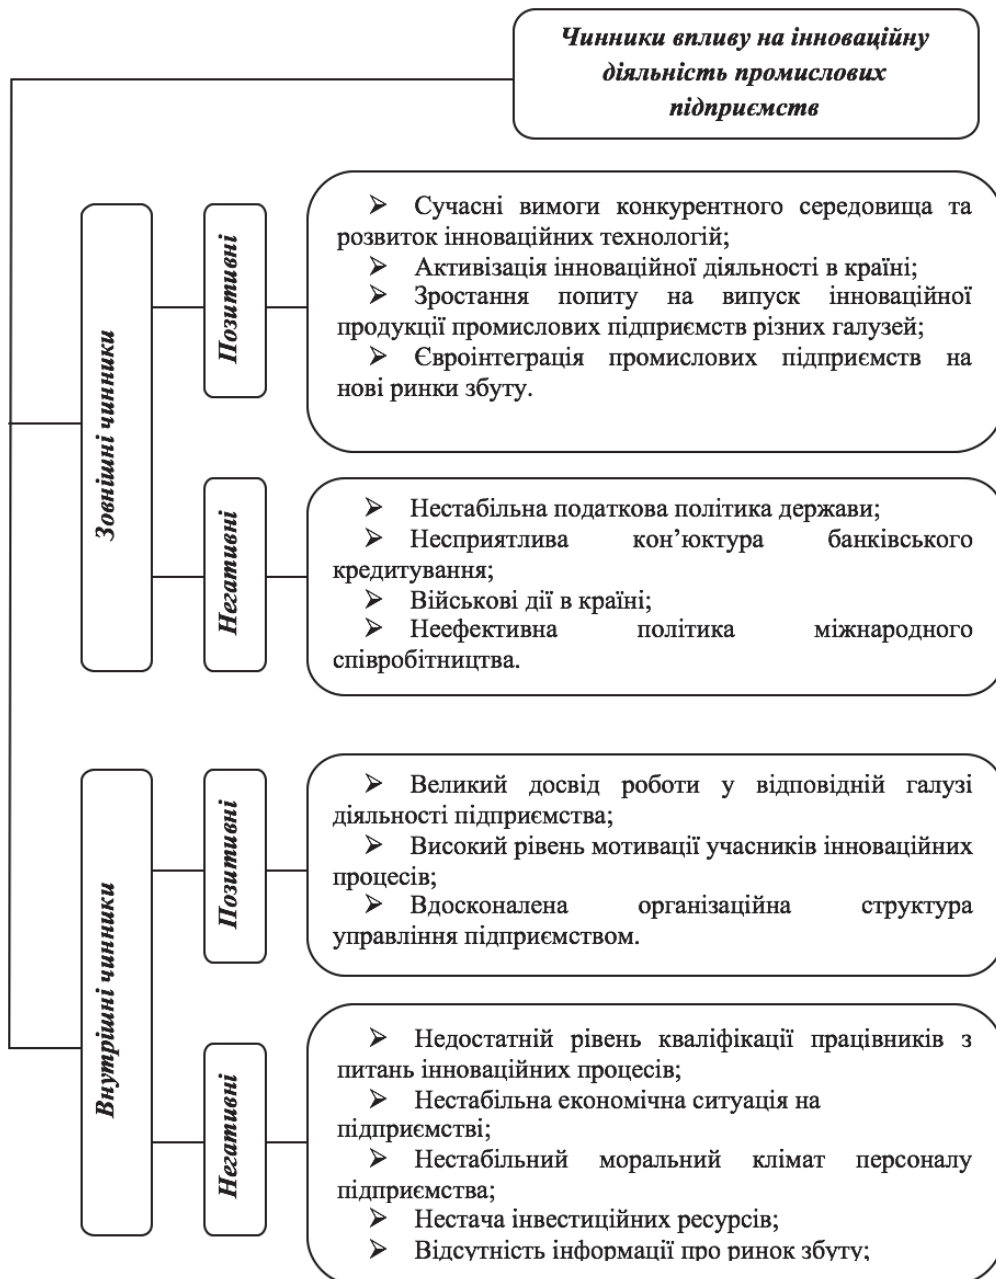 Чинники впливу на інноваційну
діяльність промислових
підприємств
Зовнішні чинники
Позитивні
➤ Сучасні вимоги конкурентного середовища та
розвиток інноваційних технологій;
➤ Активізація інноваційної діяльності в країні;
➤ Зростання попиту на випуск інноваційної
продукції промислових підприємств різних галузей;
➤ Євроінтеграція промислових підприємств на
нові ринки збуту.
Негативні
➤ Нестабільна податкова політика держави;
➤ Несприятлива кон’юктура банківського
кредитування;
➤ Військові дії в країні;
➤ Неефективна політика міжнародного
співробітництва.
Внутрішні чинники
Позитивні
➤ Великий досвід роботи у відповідній галузі
діяльності підприємства;
➤ Високий рівень мотивації учасників інноваційних
процесів;
➤ Вдосконалена організаційна структура
управління підприємством.
Негативні
➤ Недостатній рівень кваліфікації працівників з
питань інноваційних процесів;
➤ Нестабільна економічна ситуація на
підприємстві;
➤ Нестабільний моральний клімат персоналу
підприємства;
➤ Нестача інвестиційних ресурсів;
➤ Відсутність інформації про ринок збуту;